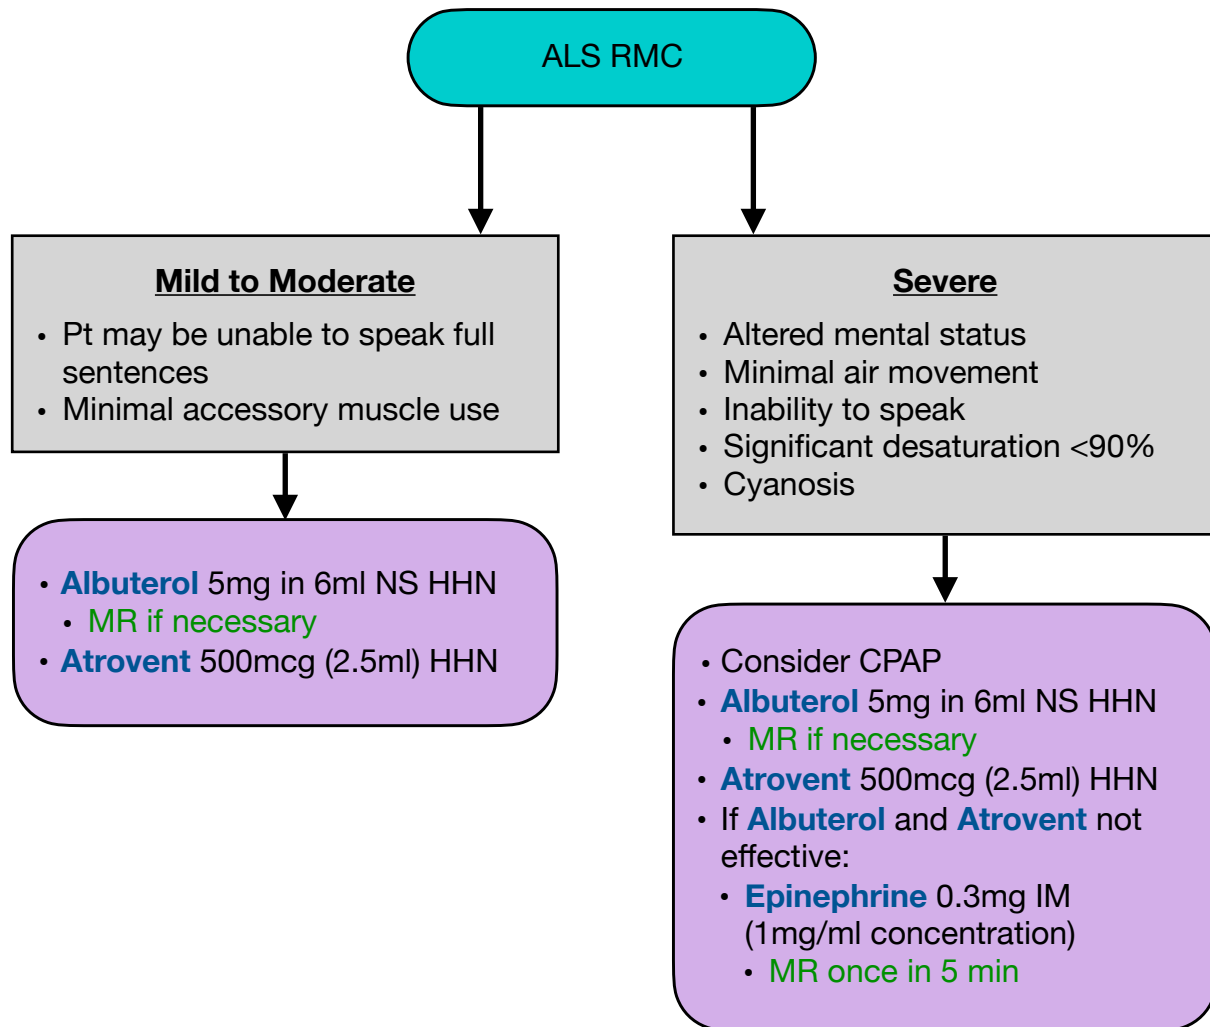 ALS RMC
Mild to Moderate
• Pt may be unable to speak full
sentences
• Minimal accessory muscle use
• Albuterol 5mg in 6ml NS HHN
• MR if necessary
• Atrovent 500mcg (2.5ml) HHN
Severe
• Altered mental status
• Minimal air movement
• Inability to speak
• Significant desaturation <90%
• Cyanosis
• Consider CPAP
• Albuterol 5mg in 6ml NS HHN
• MR if necessary
• Atrovent 500mcg (2.5ml) HHN
• If Albuterol and Atrovent not
effective:
• Epinephrine 0.3mg IM
(1mg/ml concentration)
• MR once in 5 min